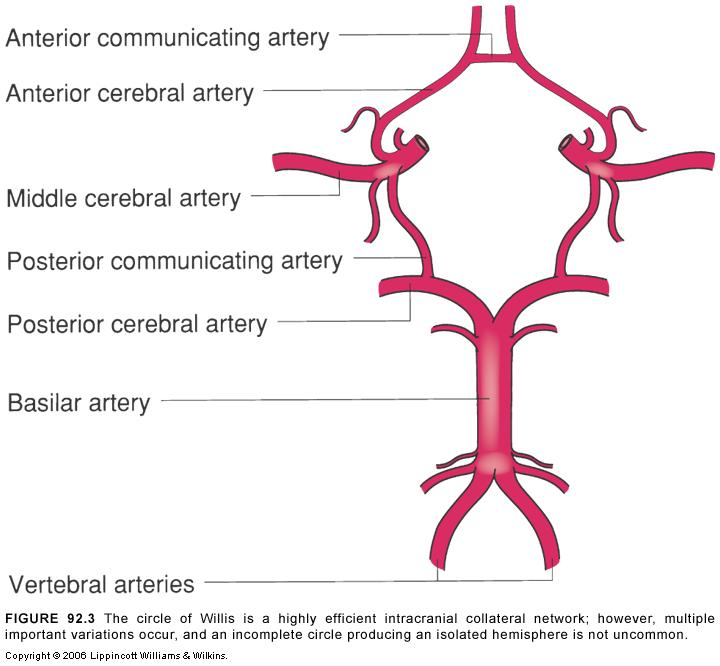 Anterior communicating artery
Anterior cerebral artery
Middle cerebral artery
Posterior communicating artery
Posterior cerebral artery
Basilar artery
Vertebral arteries
FIGURE 92.3 The circle of Willis is a highly efficient intracranial collateral network; however, multiple
important variations occur, and an incomplete circle producing an isolated hemisphere is not uncommon.
Copyright © 2006 Lippincott Williams & Wilkins.